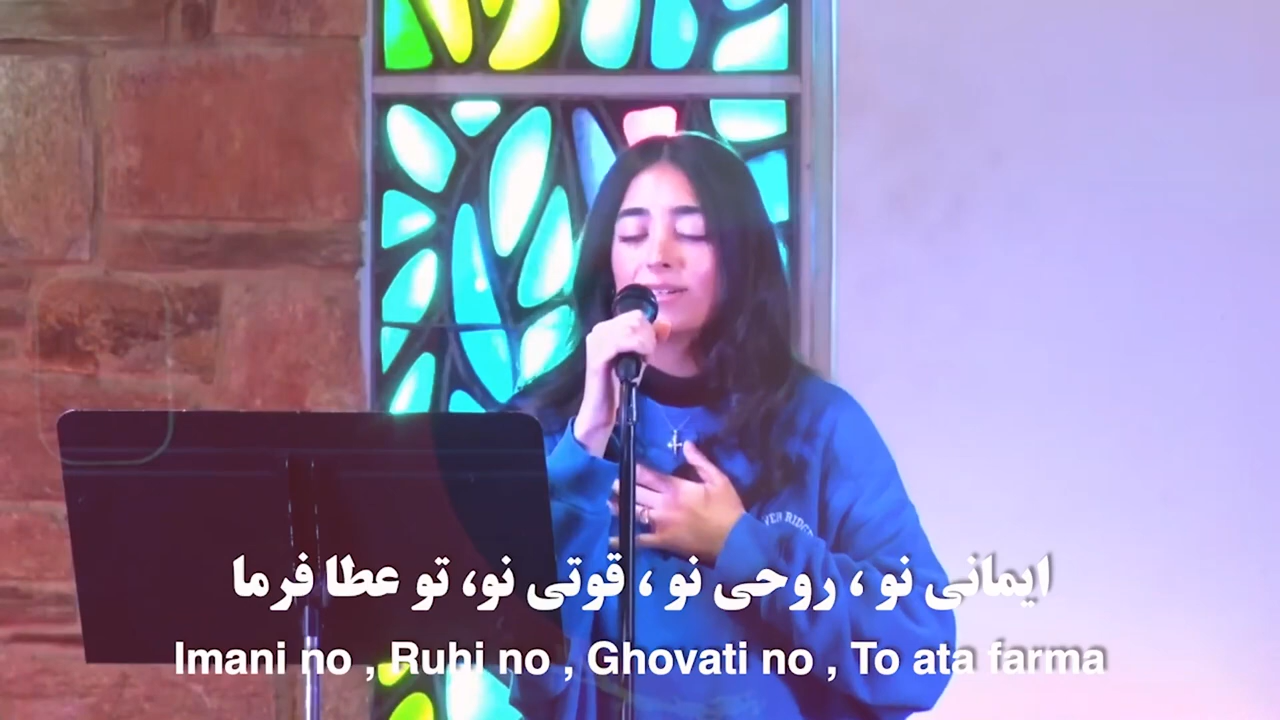 ایمانی نو ، روحی نو ، قوتی نو، تو عطا فرما
Imani no , Ruhi no , Ghovati no , To ata farma